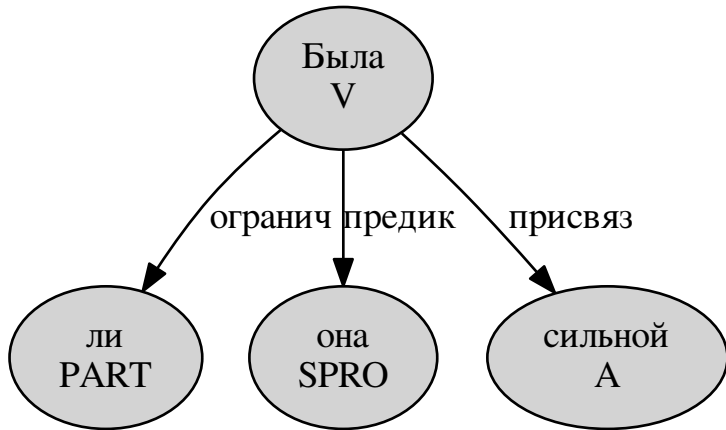 Была
V
огранич предик присвяз
ли
PART
она
SPRO
сильной
A